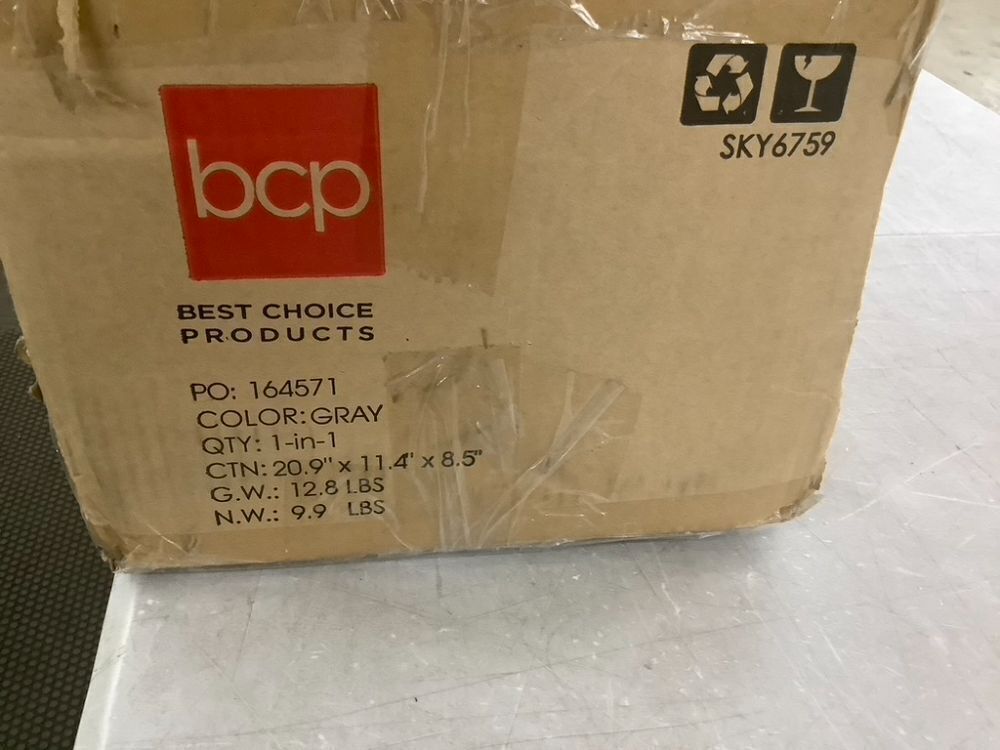 bcp
SKY6759
BEST CHOICE
PRODUCTS
PO: 164571
COLOR: GRAY
QTY: 1-in-1
CTN: 20.9" x 11.4' x 8.5"
G.W.: 12.8 LBS
N.W.: 9.9 LBS